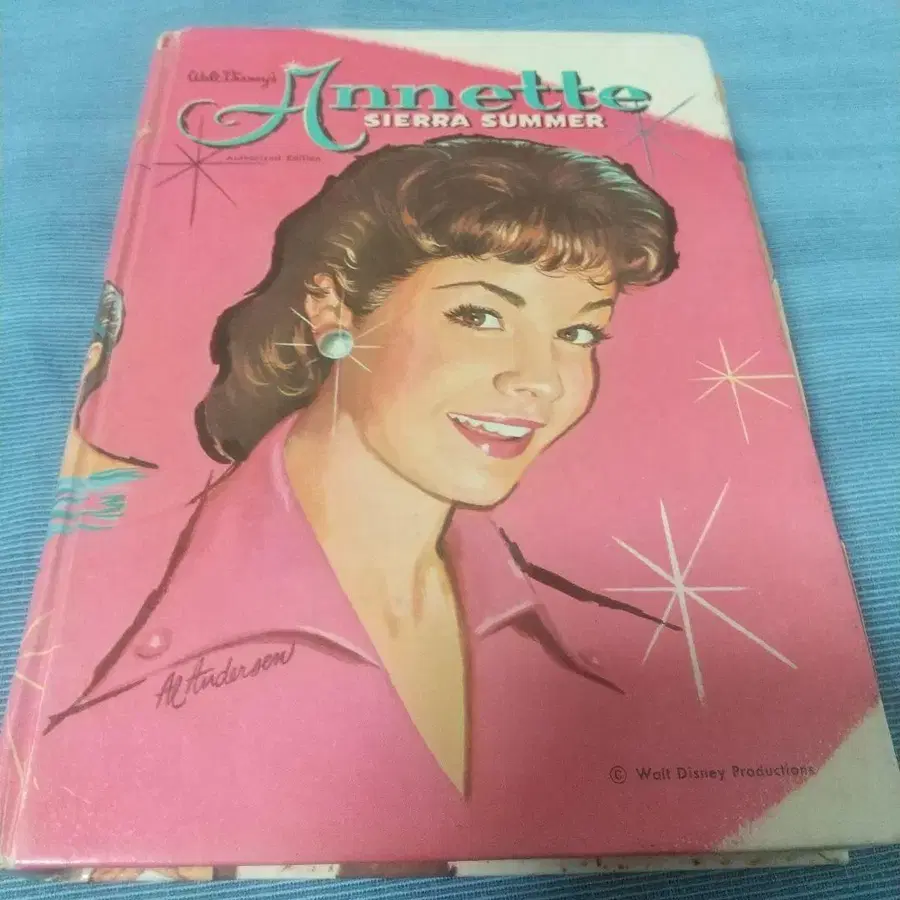 Walt Disney's
Annette
SIERRA SUMMER
Authorized Edition
Al Andersen
© Walt Disney Productions